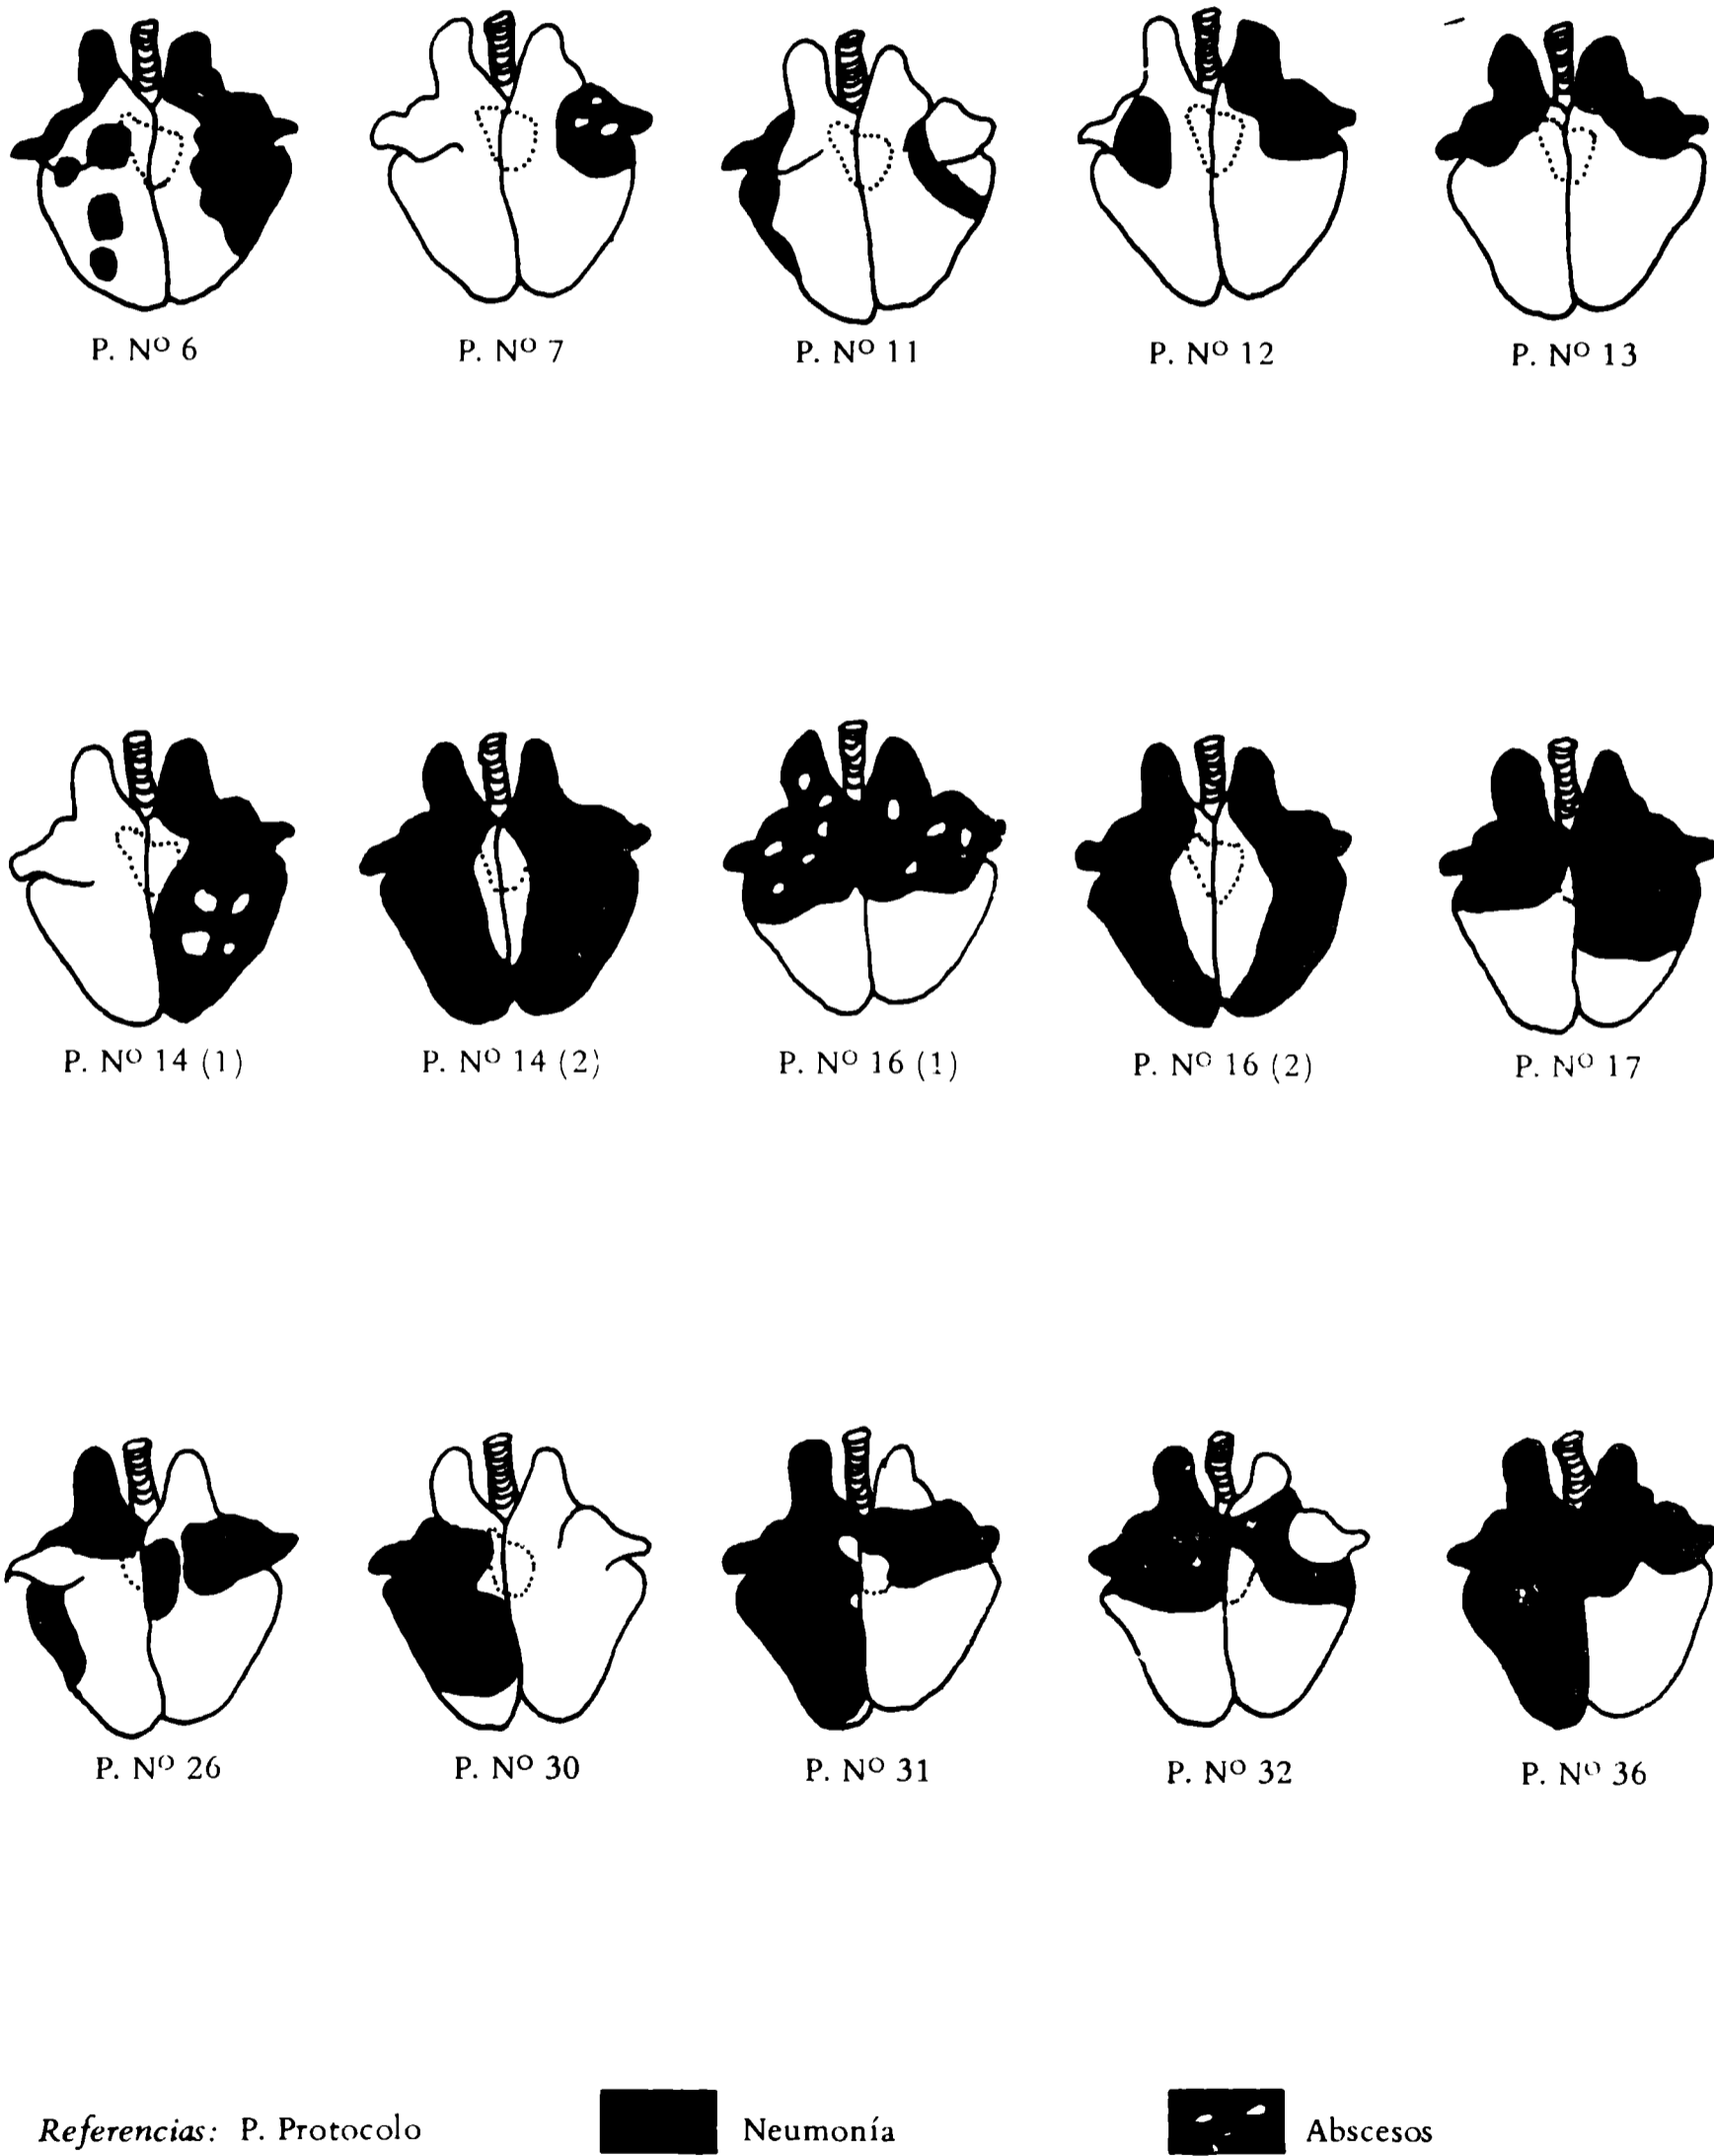 P. Nº 6 P. Nº 7 P. Nº 11 P. Nº 12 P. Nº 13
P. Nº 14 (1) P. Nº 14 (2) P. Nº 16 (1) P. Nº 16 (2) P. Nº 17
P. Nº 26 P. Nº 30 P. Nº 31 P. Nº 32 P. Nº 36
Referencias: P. Protocolo Neumonía Abscesos